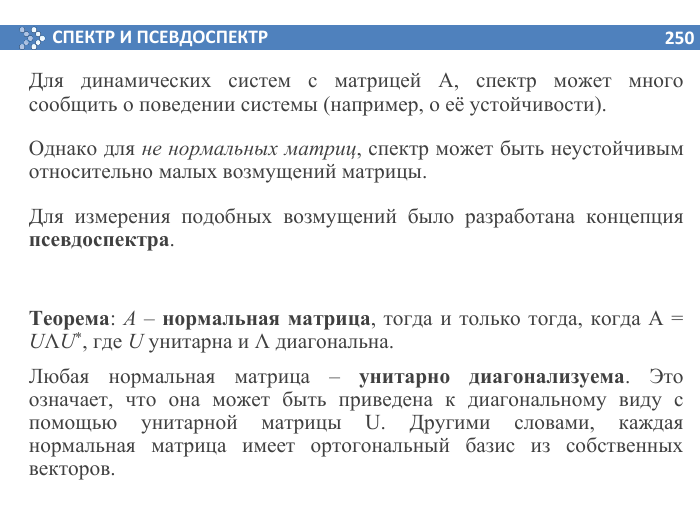 СПЕКТР И ПСЕВДОСПЕКТР 250
Для динамических систем с матрицей A, спектр может много
сообщить о поведении системы (например, о её устойчивости).
Однако для не нормальных матриц, спектр может быть неустойчивым
относительно малых возмущений матрицы.
Для измерения подобных возмущений было разработана концепция
псевдоспектра.
Теорема: A – нормальная матрица, тогда и только тогда, когда A =
UΛU*, где U унитарна и Λ диагональна.
Любая нормальная матрица – унитарно диагонализуема. Это
означает, что она может быть приведена к диагональному виду с
помощью унитарной матрицы U. Другими словами, каждая
нормальная матрица имеет ортогональный базис из собственных
векторов.